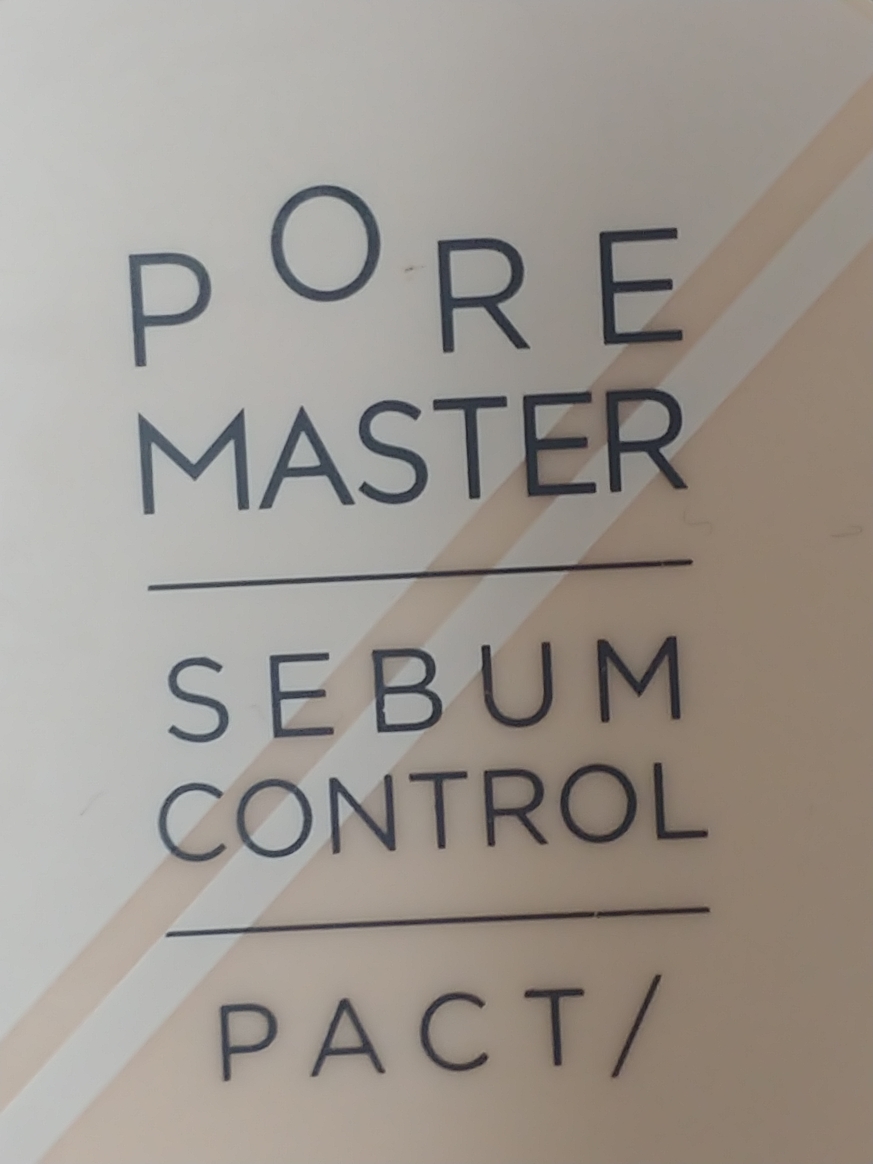 PORE
MASTER
SEBUM
CONTROL
PACT/